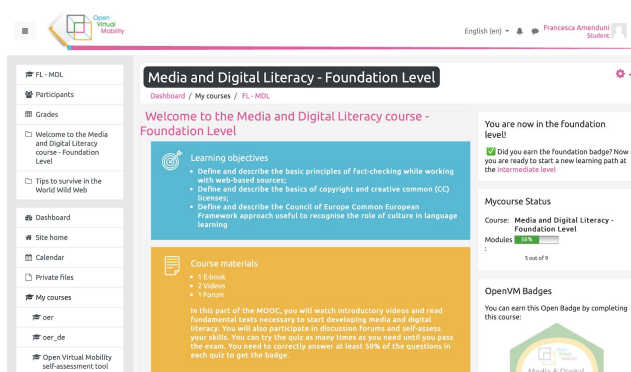 Open
Virtual
Mobility
English (en)
Francesca Amenduni
Student
FL - MDL
Participants
Grades
Welcome to the Media
and Digital Literacy
course - Foundation
Level
Tips to survive in the
World Wild Web
Dashboard
Site home
Calendar
Private files
My courses
oer
oer_de
Open Virtual Mobility
self-assessment tool
Media and Digital Literacy - Foundation Level
Dashboard / My courses / FL - MDL
Welcome to the Media and Digital Literacy course -
Foundation Level
Learning objectives
• Define and describe the basic principles of fact-checking while working
with web-based sources;
• Define and describe the basics of copyright and creative common (CC)
licenses;
• Define and describe the Council of Europe Common European
Framework approach useful to recognise the role of culture in language
learning
Course materials
• 1 E-book
• 2 Videos
• 1 Forum
In this part of the MOOC, you will watch introductory videos and read
fundamental texts necessary to start developing media and digital
literacy. You will also participate in discussion forums and self-assess
your skills. You can try the quiz as many times as you need until you pass
the exam. You need to correctly answer at least 50% of the questions in
each quiz to get the badge.
You are now in the foundation
level!
Did you earn the foundation badge? Now
you are ready to start a new learning path at
the intermediate level
Mycourse Status
Course: Media and Digital Literacy -
Foundation Level
Modules 56%
:
5 out of 9
OpenVM Badges
You can earn this Open Badge by completing
this course:
Open
Virtual
Mobility
Media & Digital